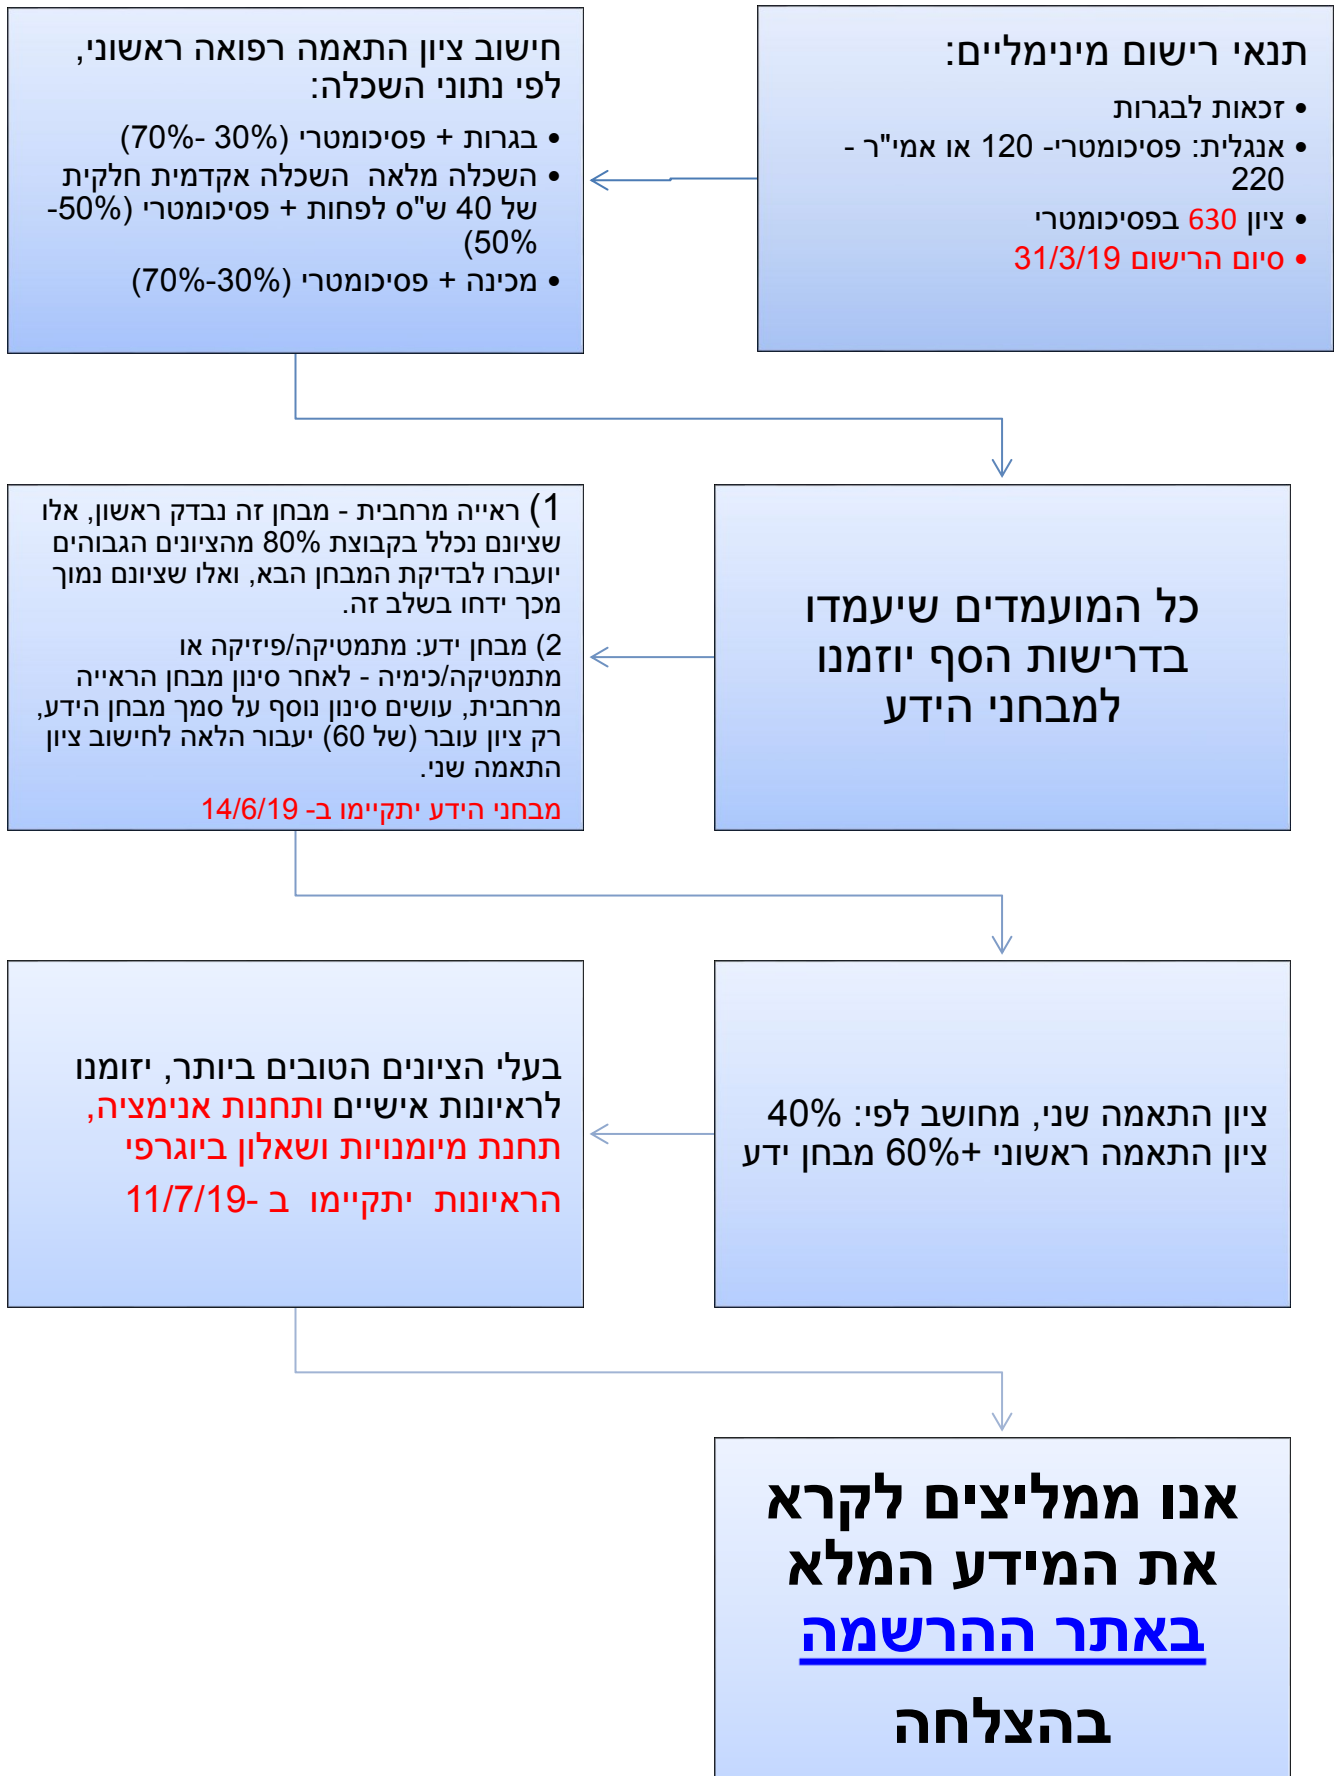 תנאי רישום מינימליים:
• זכאות לבגרות
• אנגלית: פסיכומטרי- 120 או אמי"ר -
220
• ציון 630 בפסיכומטרי
• סיום הרישום 31/3/19
חישוב ציון התאמה רפואה ראשוני,
לפי נתוני השכלה:
• בגרות + פסיכומטרי (30% -70%)
• השכלה מלאה  השכלה אקדמית חלקית
של 40 ש"ס לפחות + פסיכומטרי (50%-
50%)
• מכינה + פסיכומטרי (30%-70%)
כל המועמדים שיעמדו
בדרישות הסף יוזמנו
למבחני הידע
1) ראייה מרחבית - מבחן זה נבדק ראשון, אלו
שציונם נכלל בקבוצת 80% מהציונים הגבוהים
יועברו לבדיקת המבחן הבא, ואלו שציונם נמוך
מכך ידחו בשלב זה.
2) מבחן ידע: מתמטיקה/פיזיקה או
מתמטיקה/כימיה - לאחר סינון מבחן הראייה
מרחבית, עושים סינון נוסף על סמך מבחן הידע,
רק ציון עובר (של 60) יעבור הלאה לחישוב ציון
התאמה שני.
מבחני הידע יתקיימו ב- 14/6/19
ציון התאמה שני, מחושב לפי: 40%
ציון התאמה ראשוני +60% מבחן ידע
בעלי הציונים הטובים ביותר, יזומנו
לראיונות אישיים ותחנות אנימציה,
תחנת מיומנויות ושאלון ביוגרפי
הראיונות  יתקיימו  ב -11/7/19
אנו ממליצים לקרא
את המידע המלא
באתר ההרשמה
בהצלחה